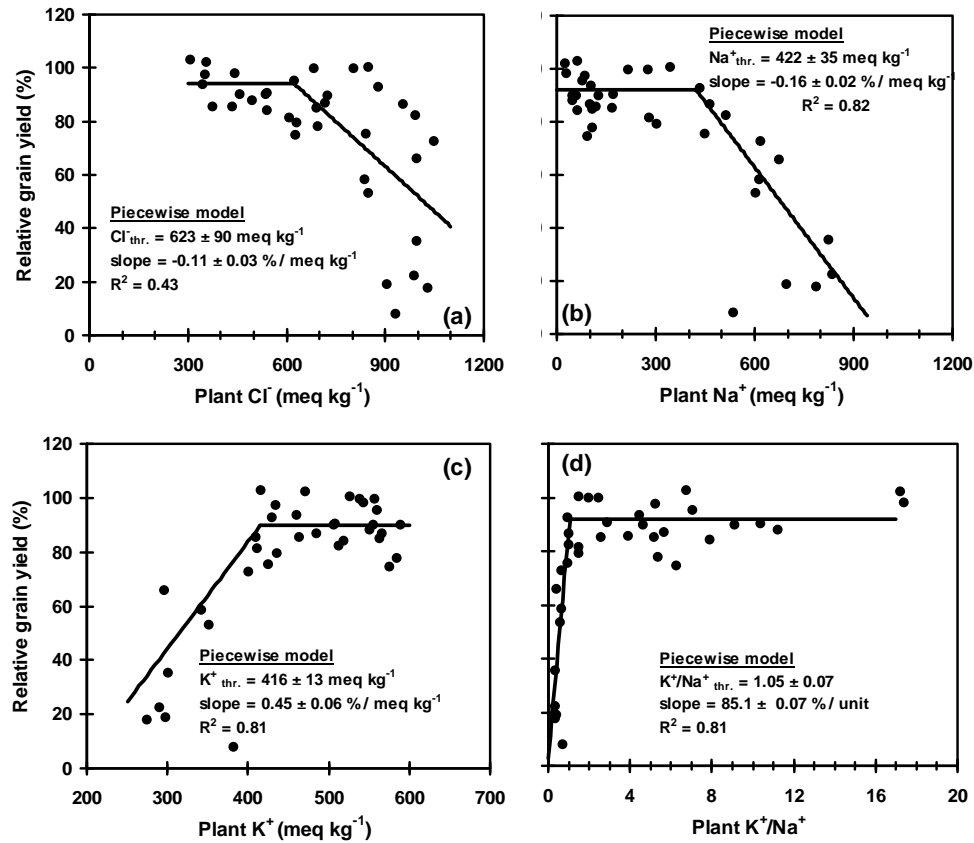 120
100
80
60
40
20
0
Relative grain yield (%)
Piecewise model
Cl⁻thr. = 623 ± 90 meq kg⁻¹
slope = -0.11 ± 0.03 %/ meq kg⁻¹
R² = 0.43
(a)
0 300 600 900 1200
Plant Cl⁻ (meq kg⁻¹)
Piecewise model
Na⁺thr. = 422 ± 35 meq kg⁻¹
slope = -0.16 ± 0.02 %/ meq kg⁻¹
R² = 0.82
(b)
0 300 600 900 1200
Plant Na⁺ (meq kg⁻¹)
120
100
80
60
40
20
0
Relative grain yield (%)
(c)
Piecewise model
K⁺ thr. = 416 ± 13 meq kg⁻¹
slope = 0.45 ± 0.06 %/ meq kg⁻¹
R² = 0.81
200 300 400 500 600 700
Plant K⁺ (meq kg⁻¹)
(d)
Piecewise model
K⁺/Na⁺ thr. = 1.05 ± 0.07
slope = 85.1 ± 0.07 %/ unit
R² = 0.81
0 4 8 12 16 20
Plant K⁺/Na⁺